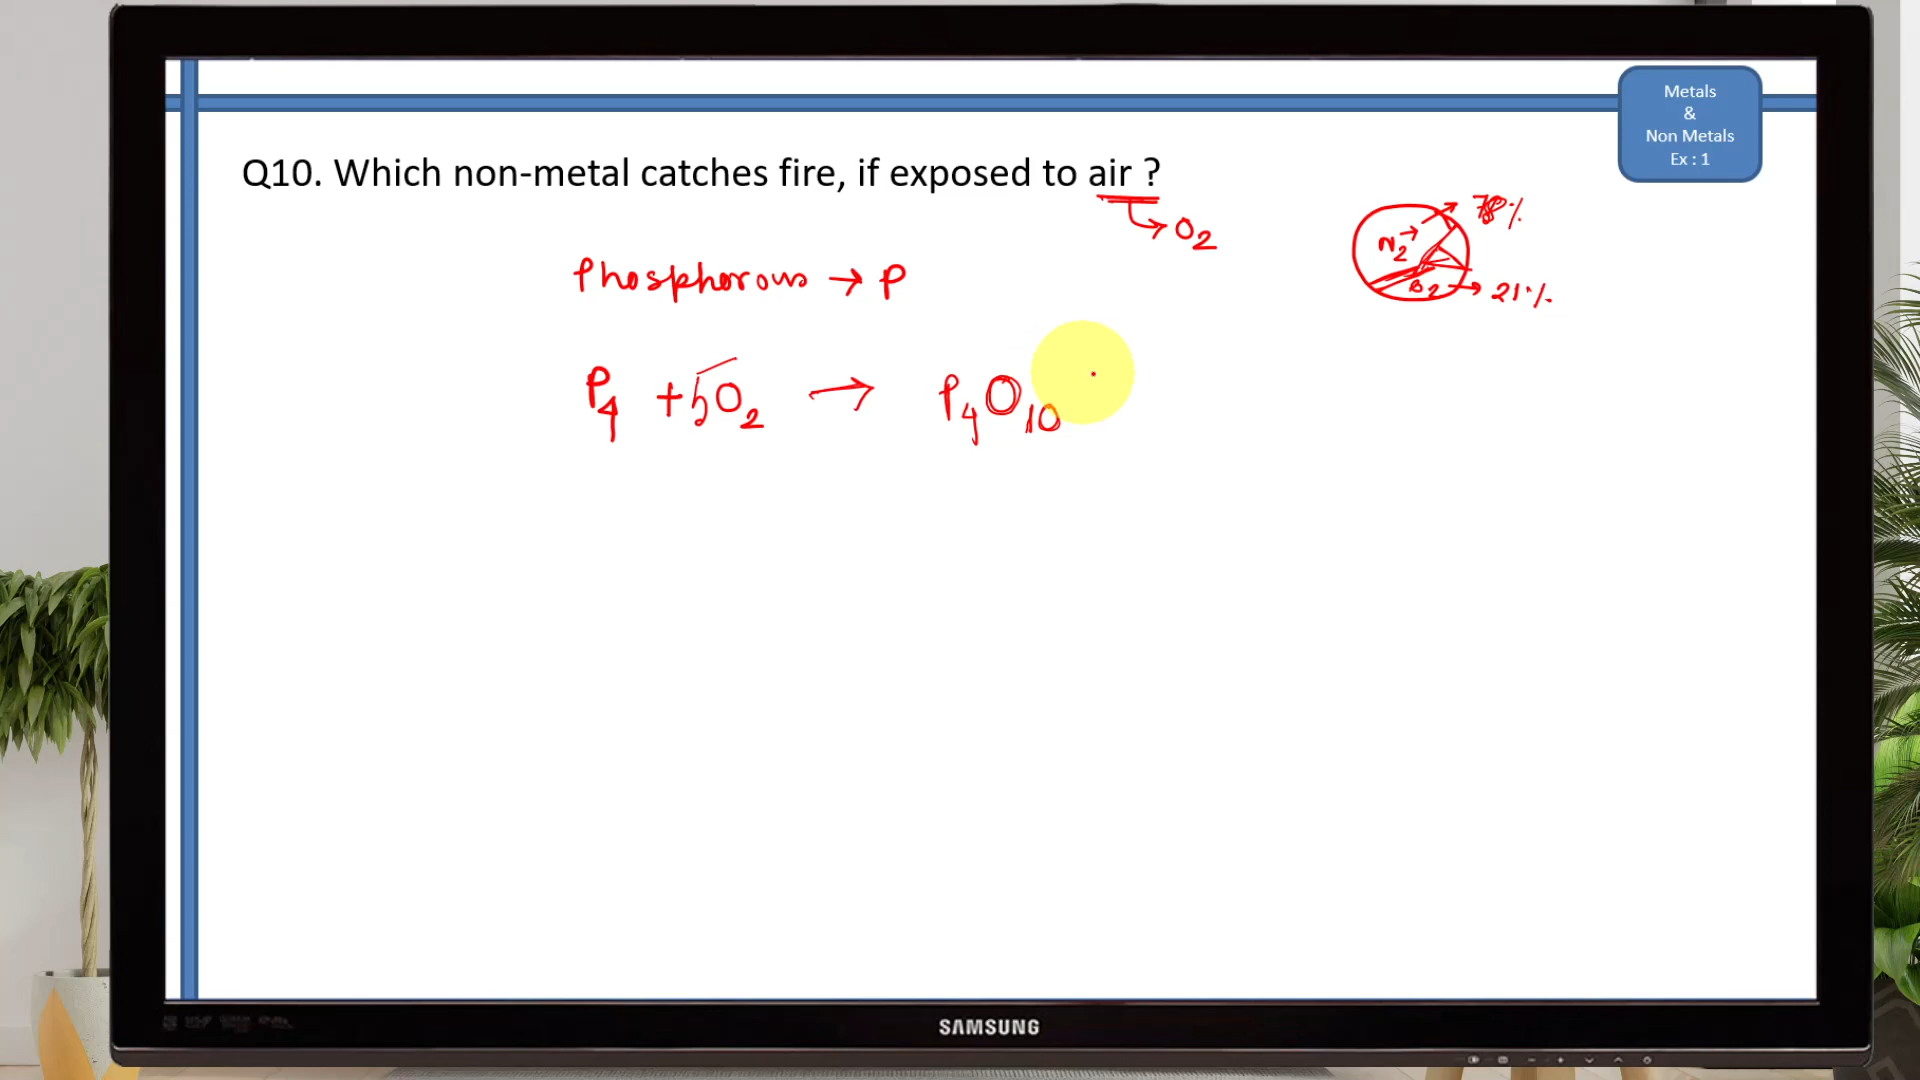 Metals
&
Non Metals
Ex : 1
Q10. Which non-metal catches fire, if exposed to air ?
→ O2
Phosphorous → P
N2 → 78%
O2 → 21%
P4 + 5O2 → P4O10
SAMSUNG